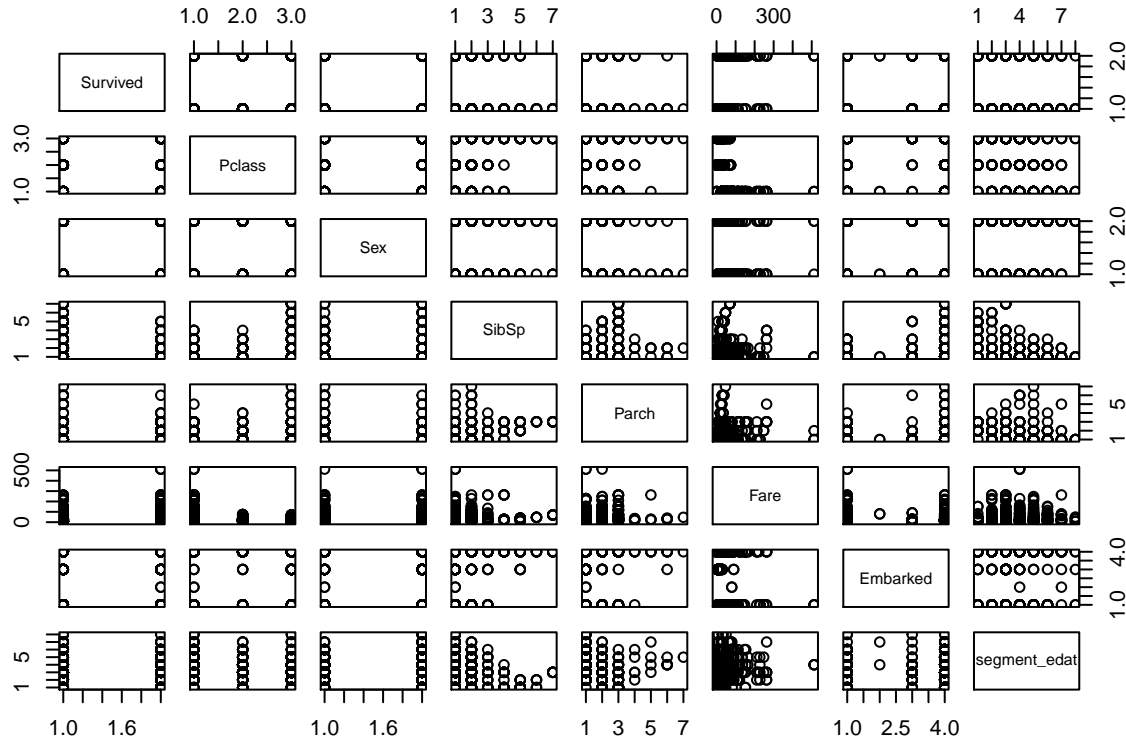 1.0 2.0 3.0 1 3 5 7 0 300 1 4 7
Survived 1.0 2.0
1.0 3.0 Pclass
Sex 1.0 2.0
1 5 SibSp
Parch 1 5
0 500 Fare
Embarked 1.0 4.0
1 5 segment_edat
1.0 1.6 1.0 1.6 1 3 5 7 1.0 2.5 4.0